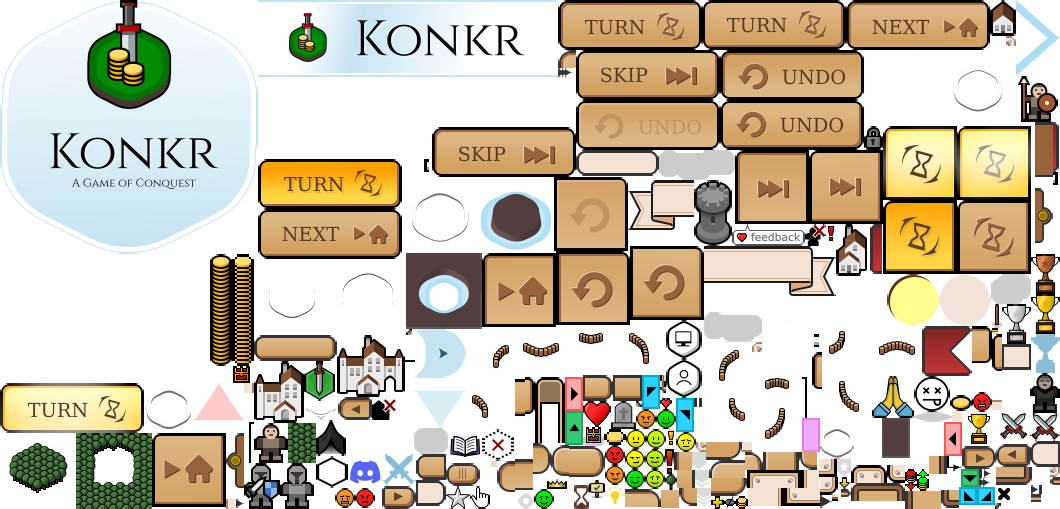 KONKR
A GAME OF CONQUEST
KONKR
TURN
TURN
NEXT
SKIP
UNDO
UNDO
UNDO
SKIP
TURN
NEXT
feedback
TURN